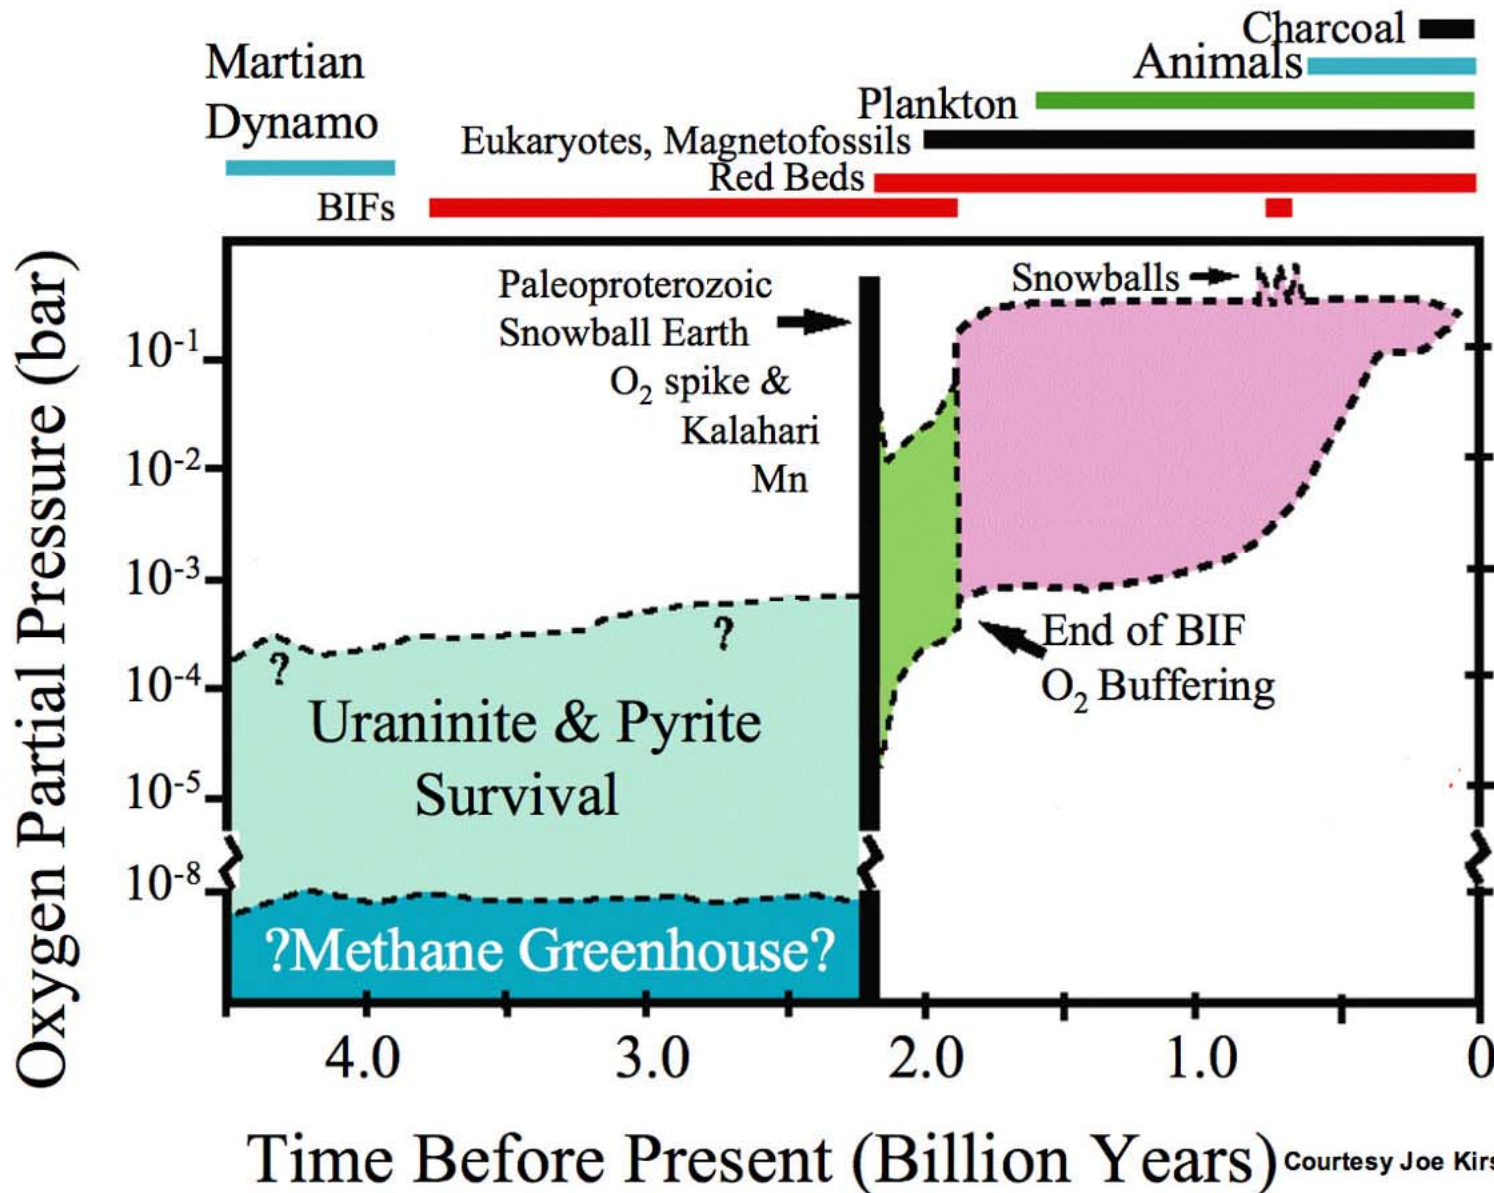 Charcoal
Martian
Animals
Dynamo
Plankton
Eukaryotes, Magnetofossils
Red Beds
BIFs
Oxygen Partial Pressure (bar)
Paleoproterozoic
Snowball Earth
O2 spike &
Kalahari
Mn
Snowballs
10-1
10-2
10-3
10-4
10-5
10-8
?
?
Uraninite & Pyrite
Survival
End of BIF
O2 Buffering
?Methane Greenhouse?
4.0 3.0 2.0 1.0 0
Time Before Present (Billion Years)
Courtesy Joe Kirs